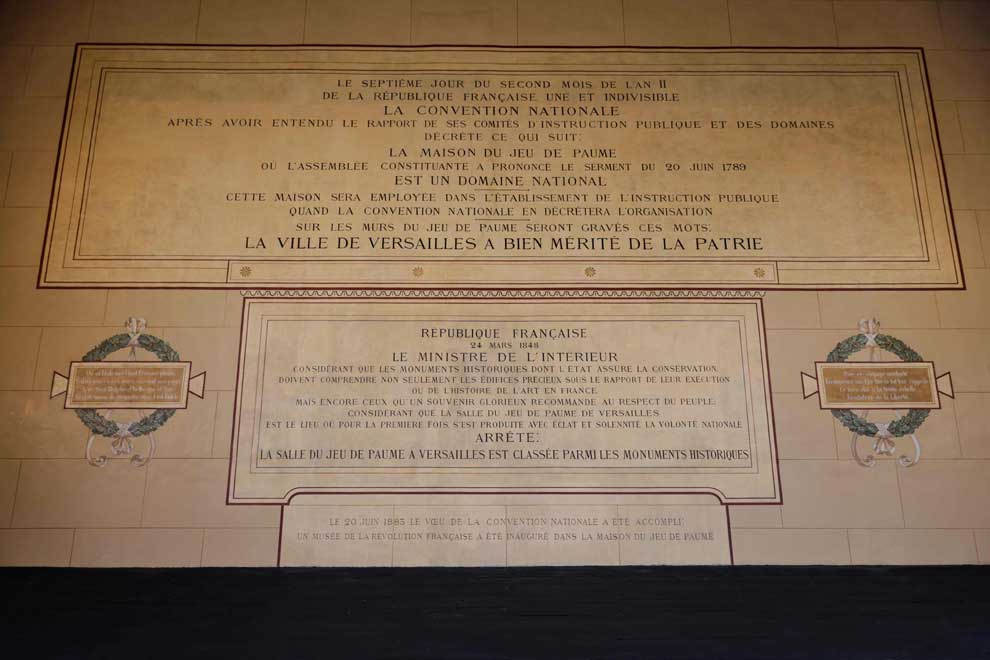 LE SEPTIÈME JOUR DU SECOND MOIS DE L'AN II
DE LA RÉPUBLIQUE FRANÇAISE UNE ET INDIVISIBLE
LA CONVENTION NATIONALE
APRÈS AVOIR ENTENDU LE RAPPORT DE SES COMITÉS D'INSTRUCTION PUBLIQUE ET DES DOMAINES
DÉCRÈTE CE QUI SUIT:
LA MAISON DU JEU DE PAUME
OÙ L'ASSEMBLÉE CONSTITUANTE A PRONONCÉ LE SERMENT DU 20 JUIN 1789
EST UN DOMAINE NATIONAL
CETTE MAISON SERA EMPLOYÉE DANS L'ÉTABLISSEMENT DE L'INSTRUCTION PUBLIQUE
QUAND LA CONVENTION NATIONALE EN DÉCRÉTERA L'ORGANISATION
SUR LES MURS DU JEU DE PAUME SERONT GRAVÉS CES MOTS:
LA VILLE DE VERSAILLES A BIEN MÉRITÉ DE LA PATRIE
RÉPUBLIQUE FRANÇAISE
24 MARS 1848
LE MINISTRE DE L'INTÉRIEUR
CONSIDÉRANT QUE LES MONUMENTS HISTORIQUES DONT L'ÉTAT ASSURE LA CONSERVATION
DOIVENT COMPRENDRE NON SEULEMENT LES ÉDIFICES PRÉCIEUX SOUS LE RAPPORT DE LEUR EXÉCUTION
OU DE L'HISTOIRE DE L'ART EN FRANCE
MAIS ENCORE CEUX QU'UN SOUVENIR GLORIEUX RECOMMANDE AU RESPECT DU PEUPLE:
CONSIDÉRANT QUE LA SALLE DU JEU DE PAUME DE VERSAILLES
EST LE LIEU OÙ POUR LA PREMIÈRE FOIS S'EST PRODUITE AVEC ÉCLAT ET SOLENNITÉ LA VOLONTÉ NATIONALE
ARRÊTE:
LA SALLE DU JEU DE PAUME À VERSAILLES EST CLASSÉE PARMI LES MONUMENTS HISTORIQUES
LE 20 JUIN 1883 LE VŒU DE LA CONVENTION NATIONALE A ÉTÉ ACCOMPLI
UN MUSÉE DE LA RÉVOLUTION FRANÇAISE A ÉTÉ INAUGURÉ DANS LA MAISON DU JEU DE PAUME